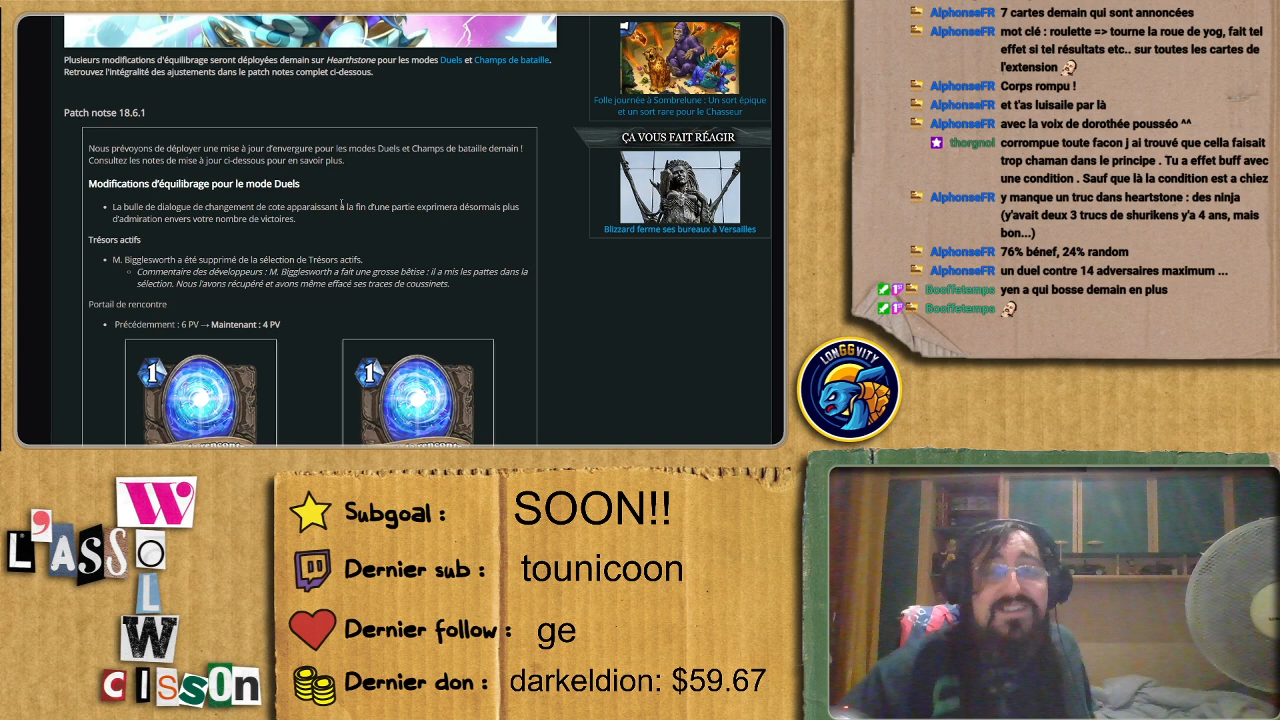 Plusieurs modifications d'équilibrage seront déployées demain sur Hearthstone pour les modes Duels et Champs de bataille.
Retrouvez l'intégralité des ajustements dans le patch notes complet ci-dessous.
Patch notse 18.6.1
Nous prévoyons de déployer une mise à jour d'envergure pour les modes Duels et Champs de bataille demain !
Consultez les notes de mise à jour ci-dessous pour en savoir plus.
Modifications d'équilibrage pour le mode Duels
• La bulle de dialogue de changement de cote apparaissant à la fin d'une partie exprimera désormais plus
d'admiration envers votre nombre de victoires.
Trésors actifs
• M. Bigglesworth a été supprimé de la sélection de Trésors actifs.
◦ Commentaire des développeurs : M. Bigglesworth a fait une grosse bêtise : il a mis les pattes dans la
sélection. Nous l'avons récupéré et avons même effacé ses traces de coussinets.
Portail de rencontre
• Précédemment : 6 PV → Maintenant : 4 PV
1
1
Folle journée à Sombrelune : Un sort épique
et un sort rare pour le Chasseur
ÇA VOUS FAIT RÉAGIR
Blizzard ferme ses bureaux à Versailles
AlphonseFR 7 cartes demain qui sont annoncées
AlphonseFR mot clé : roulette => tourne la roue de yog, fait tel
effet si tel résultats etc.. sur toutes les cartes de
l'extension
AlphonseFR Corps rompu !
AlphonseFR et t'as luisaile par là
AlphonseFR avec la voix de dorothée pousséo ^^
thorgnol corrompue toute facon j ai trouvé que cella faisait
trop chaman dans le principe . Tu a effet buff avec
une condition . Sauf que là la condition est a chiez
AlphonseFR y manque un truc dans heartstone : des ninja
(y'avait deux 3 trucs de shurikens y'a 4 ans, mais
bon...)
AlphonseFR 76% bénef, 24% random
AlphonseFR un duel contre 14 adversaires maximum ...
Booffetemps yen a qui bosse demain en plus
Booffetemps
LONGGVITY
W
L'ASSO
L
W
CISSON
Subgoal : SOON!!
Dernier sub : tounicoon
Dernier follow : ge
Dernier don : darkeldion: $59.67